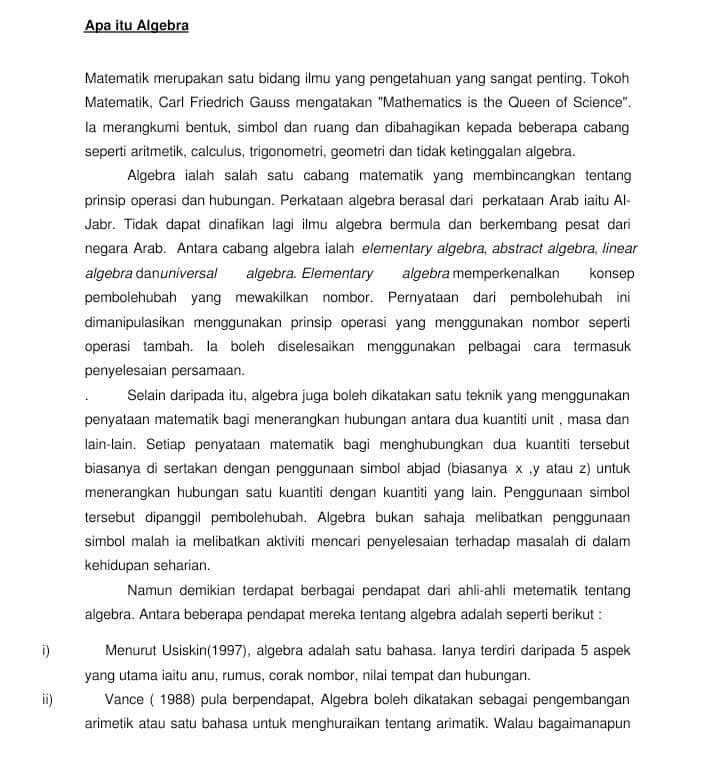 Apa itu Algebra
Matematik merupakan satu bidang ilmu yang pengetahuan yang sangat penting. Tokoh
Matematik, Carl Friedrich Gauss mengatakan "Mathematics is the Queen of Science".
Ia merangkumi bentuk, simbol dan ruang dan dibahagikan kepada beberapa cabang
seperti aritmetik, calculus, trigonometri, geometri dan tidak ketinggalan algebra.
Algebra ialah salah satu cabang matematik yang membincangkan tentang
prinsip operasi dan hubungan. Perkataan algebra berasal dari perkataan Arab iaitu Al-
Jabr. Tidak dapat dinafikan lagi ilmu algebra bermula dan berkembang pesat dari
negara Arab. Antara cabang algebra ialah elementary algebra, abstract algebra, linear
algebra danuniversal algebra. Elementary algebra memperkenalkan konsep
pembolehubah yang mewakilkan nombor. Pernyataan dari pembolehubah ini
dimanipulasikan menggunakan prinsip operasi yang menggunakan nombor seperti
operasi tambah. Ia boleh diselesaikan menggunakan pelbagai cara termasuk
penyelesaian persamaan.
. Selain daripada itu, algebra juga boleh dikatakan satu teknik yang menggunakan
penyataan matematik bagi menerangkan hubungan antara dua kuantiti unit , masa dan
lain-lain. Setiap penyataan matematik bagi menghubungkan dua kuantiti tersebut
biasanya di sertakan dengan penggunaan simbol abjad (biasanya x ,y atau z) untuk
menerangkan hubungan satu kuantiti dengan kuantiti yang lain. Penggunaan simbol
tersebut dipanggil pembolehubah. Algebra bukan sahaja melibatkan penggunaan
simbol malah ia melibatkan aktiviti mencari penyelesaian terhadap masalah di dalam
kehidupan seharian.
Namun demikian terdapat berbagai pendapat dari ahli-ahli metematik tentang
algebra. Antara beberapa pendapat mereka tentang algebra adalah seperti berikut :
i) Menurut Usiskin(1997), algebra adalah satu bahasa. Ianya terdiri daripada 5 aspek
yang utama iaitu anu, rumus, corak nombor, nilai tempat dan hubungan.
ii) Vance ( 1988) pula berpendapat, Algebra boleh dikatakan sebagai pengembangan
arimetik atau satu bahasa untuk menghuraikan tentang arimatik. Walau bagaimanapun